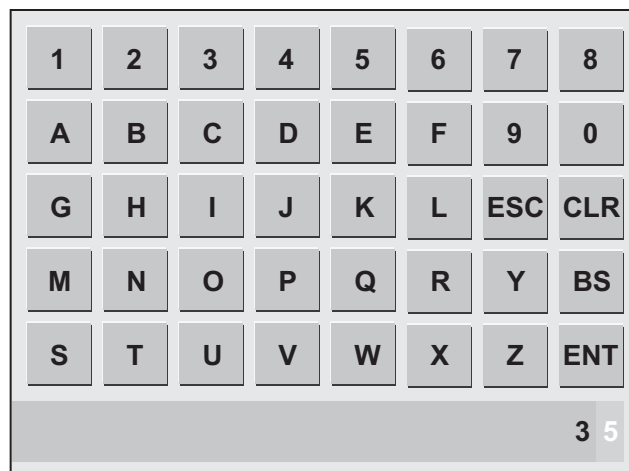 1 2 3 4 5 6 7 8
A B C D E F 9 0
G H I J K L ESC CLR
M N O P Q R Y BS
S T U V W X Z ENT
3 5